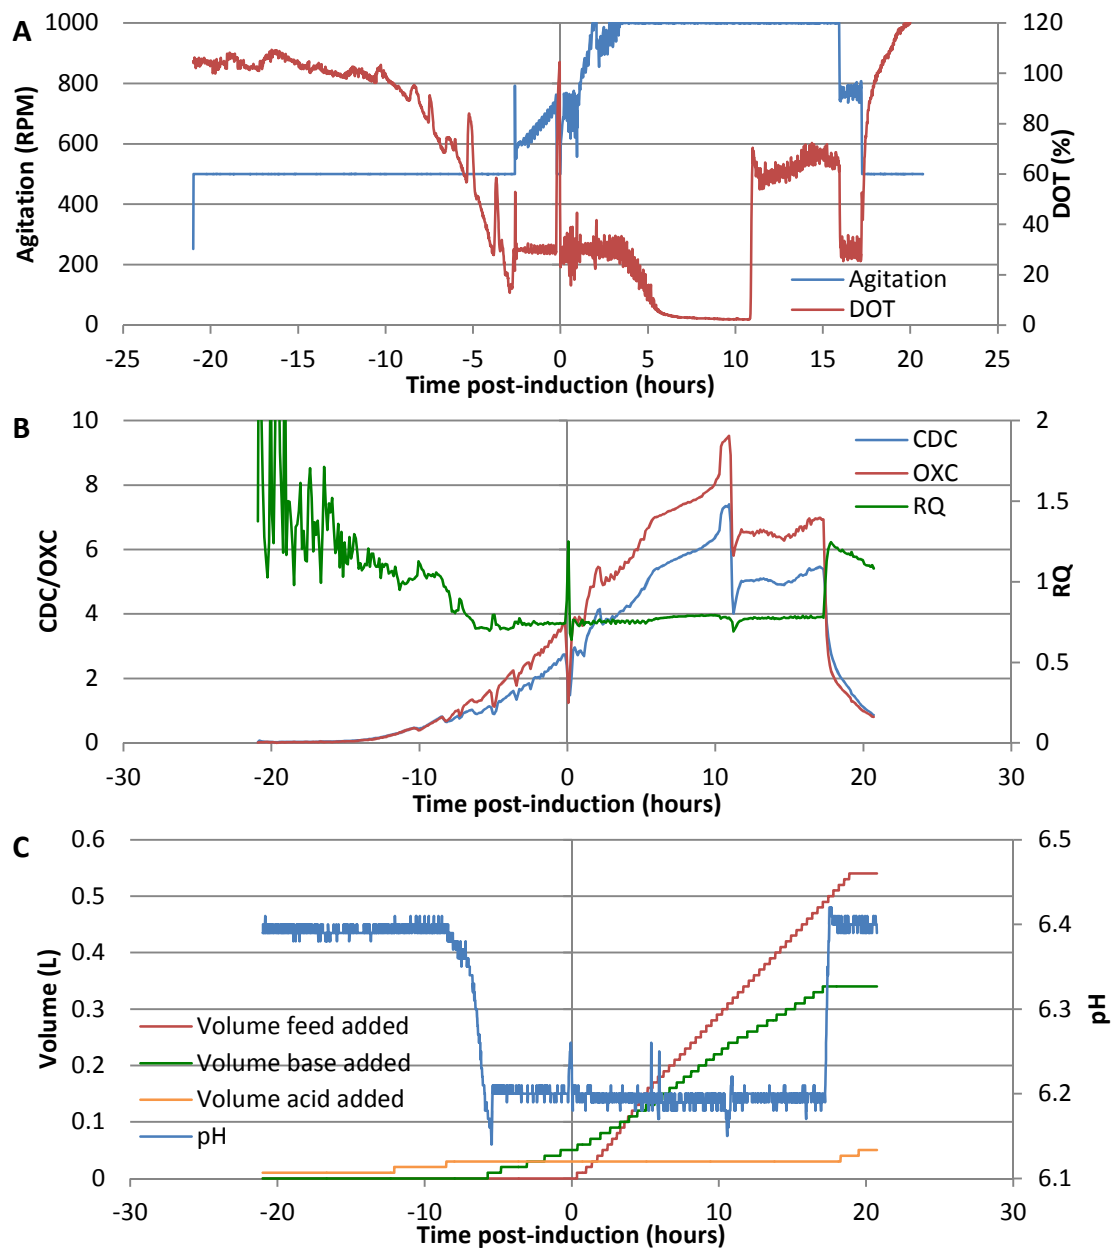 A
Agitation (RPM)
1000
800
600
400
200
0
120
100
80
60
40
20
0
DOT (%)
Agitation
DOT
-25 -20 -15 -10 -5 0 5 10 15 20 25
Time post-induction (hours)
B
CDC/OXC
10
8
6
4
2
0
2
1.5
1
0.5
0
RQ
CDC
OXC
RQ
-30 -20 -10 0 10 20 30
Time post-induction (hours)
C
Volume (L)
0.6
0.5
0.4
0.3
0.2
0.1
0
6.5
6.4
6.3
6.2
6.1
pH
Volume feed added
Volume base added
Volume acid added
pH
-30 -20 -10 0 10 20 30
Time post-induction (hours)